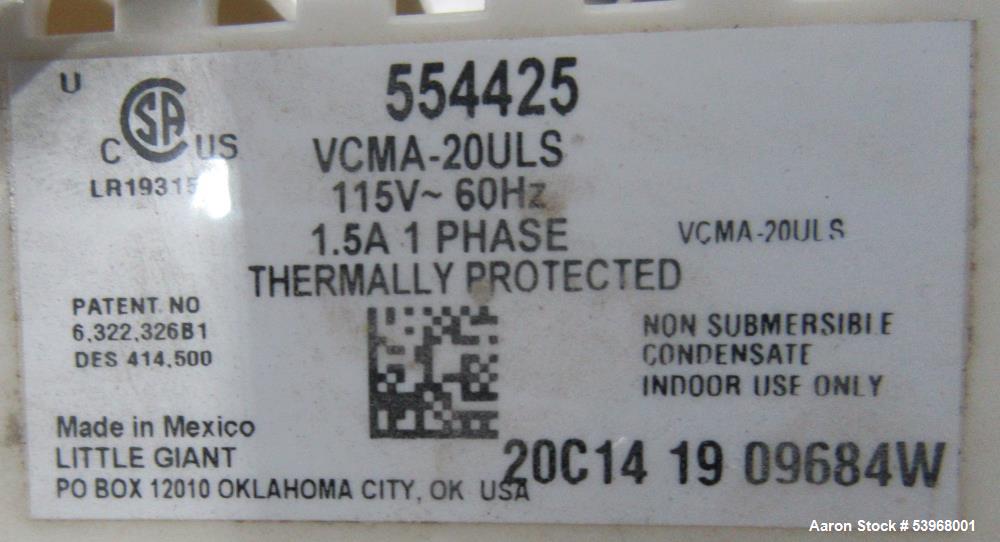 U
554425
CSA
C US
VCMA-20ULS
115V~ 60Hz
1.5A 1 PHASE
VCMA-20ULS
THERMALLY PROTECTED
PATENT NO
6,322,326B1
DES 414,500
NON SUBMERSIBLE
CONDENSATE
INDOOR USE ONLY
Made in Mexico
LITTLE GIANT
PO BOX 12010 OKLAHOMA CITY, OK USA
20C14 19 09684W
Aaron Stock # 53968001